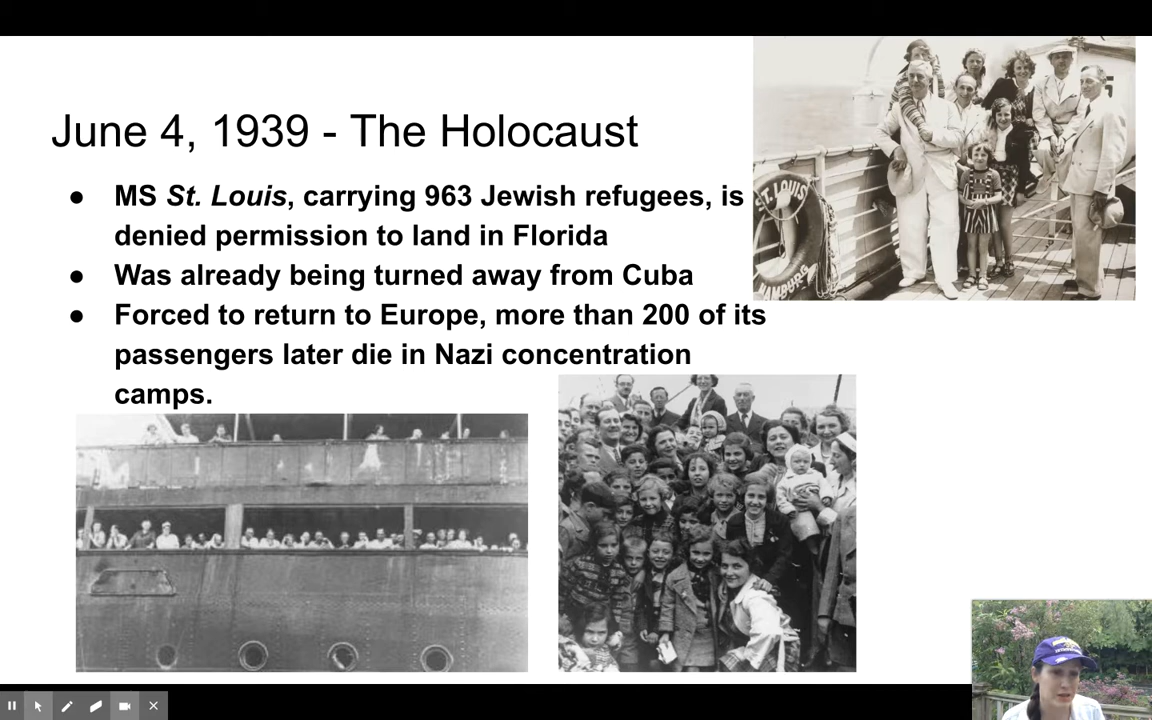 June 4, 1939 - The Holocaust
● MS St. Louis, carrying 963 Jewish refugees, is
denied permission to land in Florida
● Was already being turned away from Cuba
● Forced to return to Europe, more than 200 of its
passengers later die in Nazi concentration
camps.
ST. LOUIS
HAMBURG